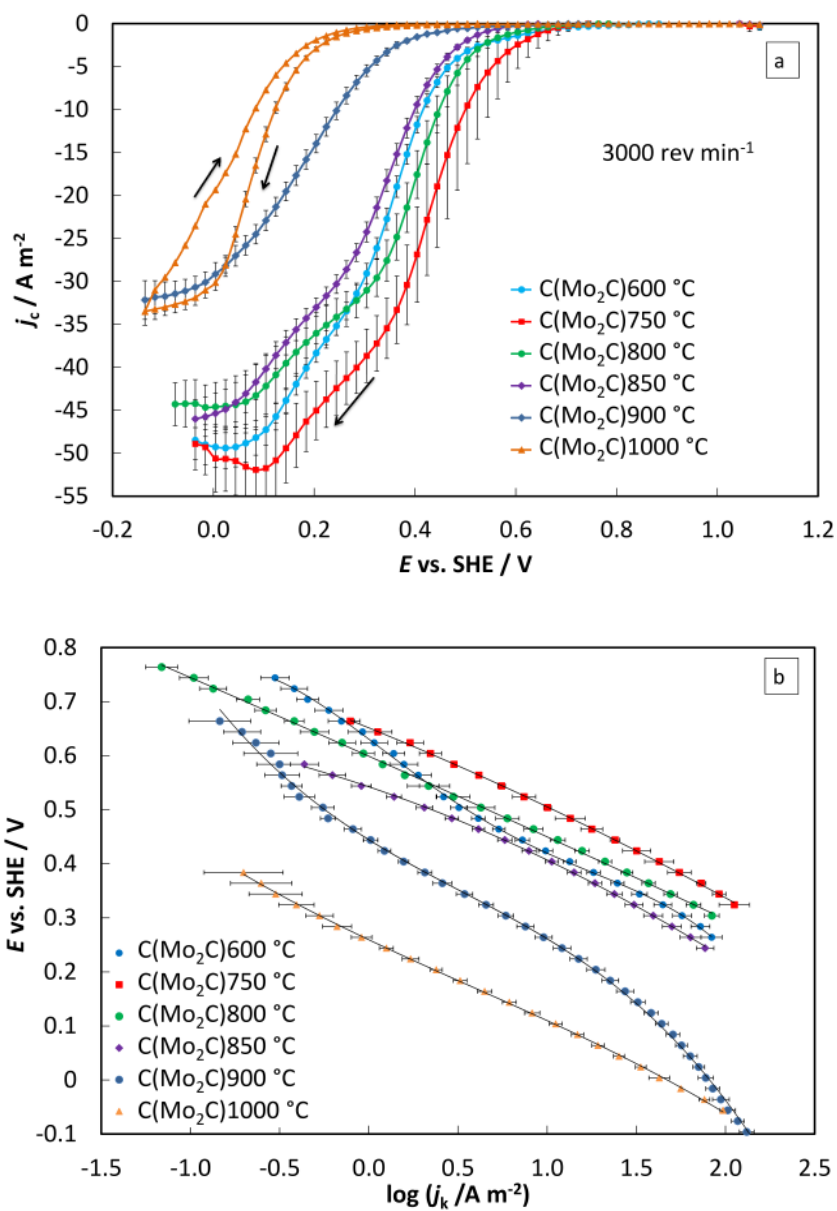 0
-5
-10
-15
-20
-25
-30
-35
-40
-45
-50
-55
j_c / A m⁻²
a
3000 rev min⁻¹
C(Mo₂C)600 °C
C(Mo₂C)750 °C
C(Mo₂C)800 °C
C(Mo₂C)850 °C
C(Mo₂C)900 °C
C(Mo₂C)1000 °C
-0.2 0.0 0.2 0.4 0.6 0.8 1.0 1.2
E vs. SHE / V
0.8
0.7
0.6
0.5
0.4
0.3
0.2
0.1
0
-0.1
E vs. SHE / V
b
C(Mo₂C)600 °C
C(Mo₂C)750 °C
C(Mo₂C)800 °C
C(Mo₂C)850 °C
C(Mo₂C)900 °C
C(Mo₂C)1000 °C
-1.5 -1.0 -0.5 0.0 0.5 1.0 1.5 2.0 2.5
log (j_k /A m⁻²)